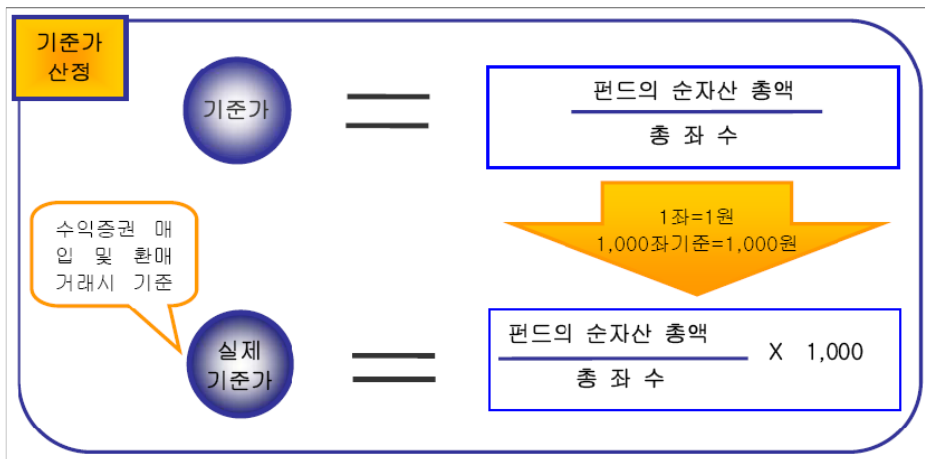 기준가
산정
기준가
펀드의 순자산 총액
총 좌 수
1좌=1원
1,000좌기준=1,000원
수익증권 매
입 및 환매
거래시 기준
실제
기준가
펀드의 순자산 총액
총 좌 수
X 1,000